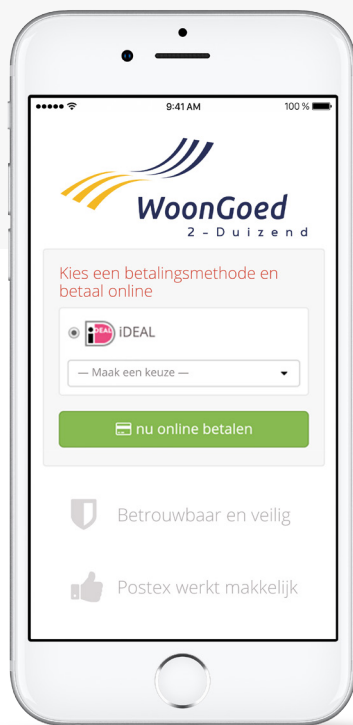 9:41 AM
100 %
WoonGoed
2-Duizend
Kies een betalingsmethode en
betaal online
iDEAL
iDEAL
— Maak een keuze —
nu online betalen
Betrouwbaar en veilig
Postex werkt makkelijk